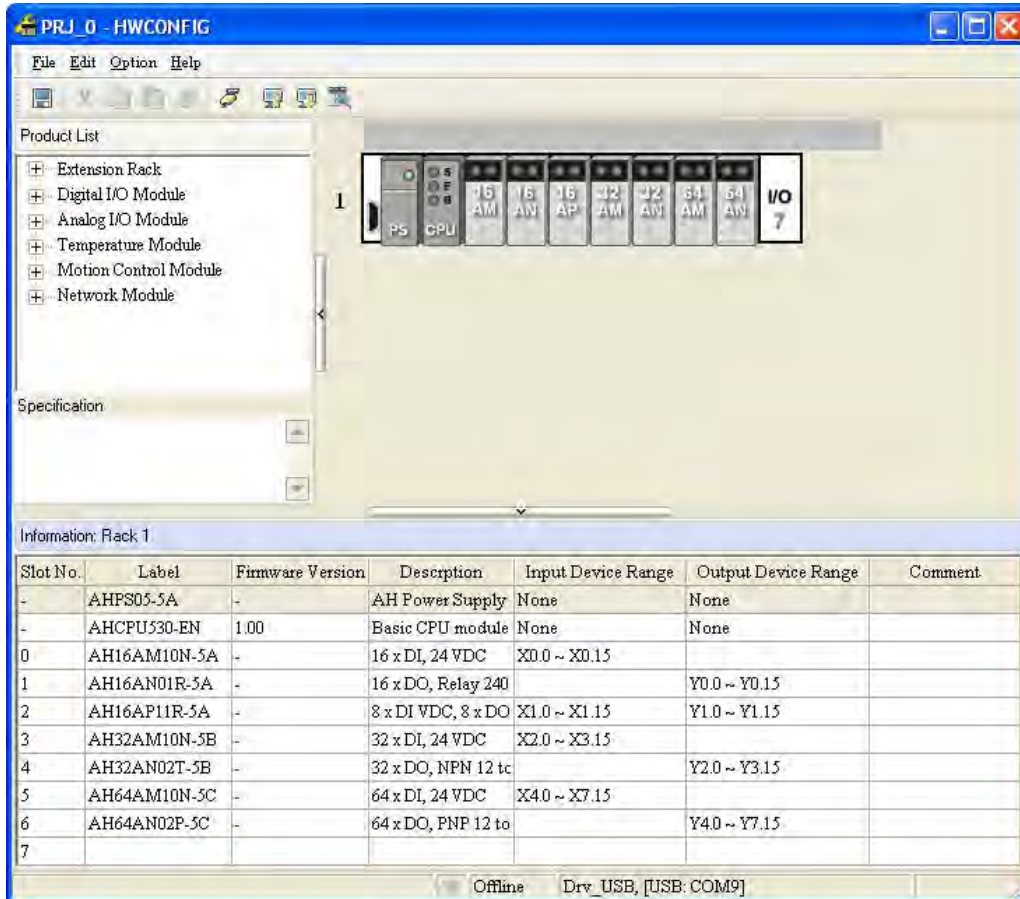 PRJ_0 - HWCONFIG
File Edit Option Help
Product List
Extension Rack
Digital I/O Module
Analog I/O Module
Temperature Module
Motion Control Module
Network Module
Specification
1
PS CPU S E B 16 AM 16 AN 16 AP 32 AM 32 AN 64 AM 64 AN I/O 7
Information: Rack 1
Slot No. Label Firmware Version Descrption Input Device Range Output Device Range Comment
- AHPS05-5A - AH Power Supply None None
- AHCPU530-EN 1.00 Basic CPU module None None
0 AH16AM10N-5A - 16 x DI, 24 VDC X0.0 ~ X0.15
1 AH16AN01R-5A - 16 x DO, Relay 240 Y0.0 ~ Y0.15
2 AH16AP11R-5A - 8 x DI VDC, 8 x DO X1.0 ~ X1.15 Y1.0 ~ Y1.15
3 AH32AM10N-5B - 32 x DI, 24 VDC X2.0 ~ X3.15
4 AH32AN02T-5B - 32 x DO, NPN 12 tc Y2.0 ~ Y3.15
5 AH64AM10N-5C - 64 x DI, 24 VDC X4.0 ~ X7.15
6 AH64AN02P-5C - 64 x DO, PNP 12 to Y4.0 ~ Y7.15
7
Offline Drv_USB, [USB: COM9]